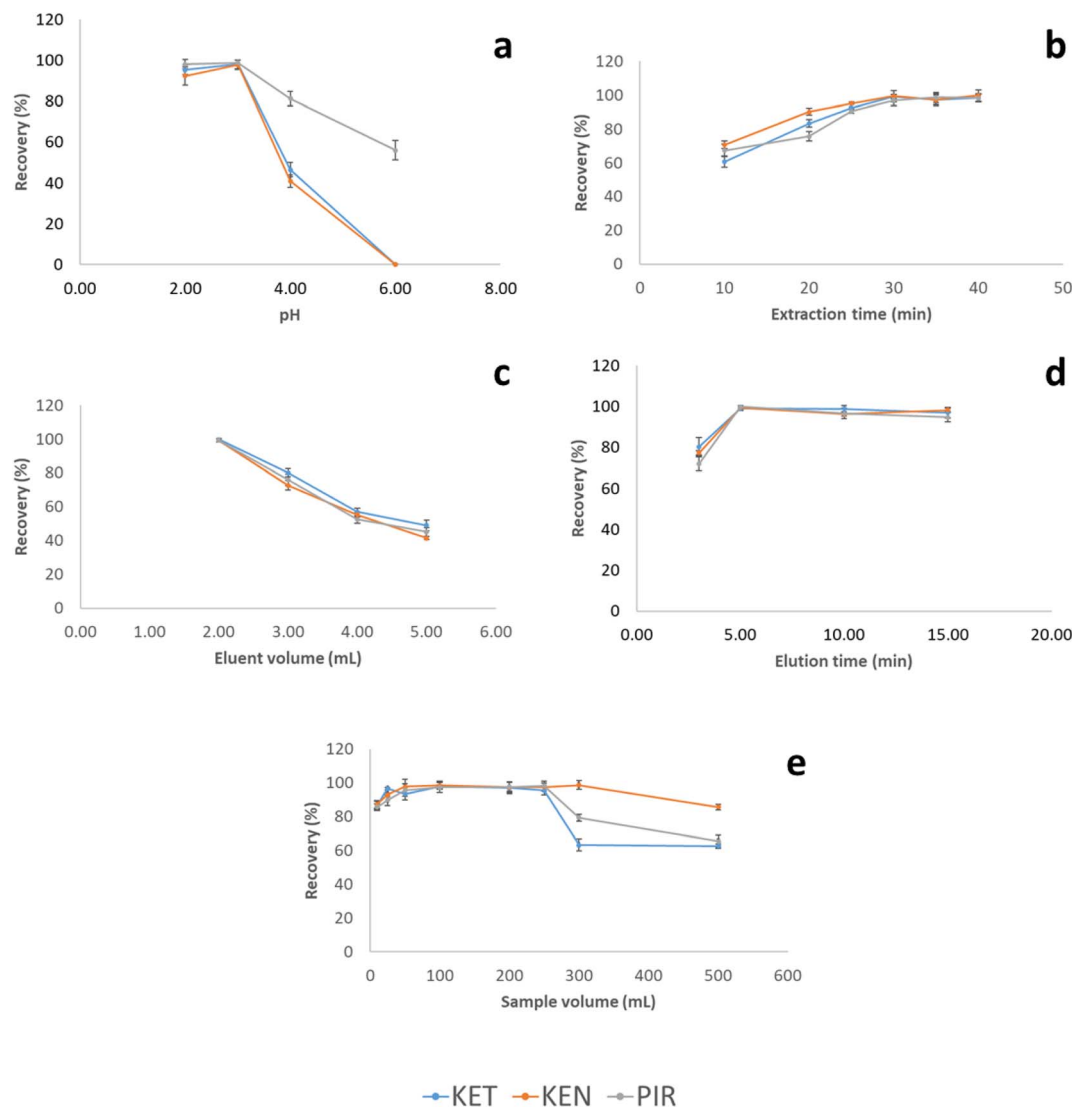 a
120
100
80
60
40
20
0
Recovery (%)
0.00 2.00 4.00 6.00 8.00
pH
b
120
100
80
60
40
20
0
Recovery (%)
0 10 20 30 40 50
Extraction time (min)
c
120
100
80
60
40
20
0
Recovery (%)
0.00 1.00 2.00 3.00 4.00 5.00 6.00
Eluent volume (mL)
d
120
100
80
60
40
20
0
Recovery (%)
0.00 5.00 10.00 15.00 20.00
Elution time (min)
e
120
100
80
60
40
20
0
Recovery (%)
0 100 200 300 400 500 600
Sample volume (mL)
KET KEN PIR